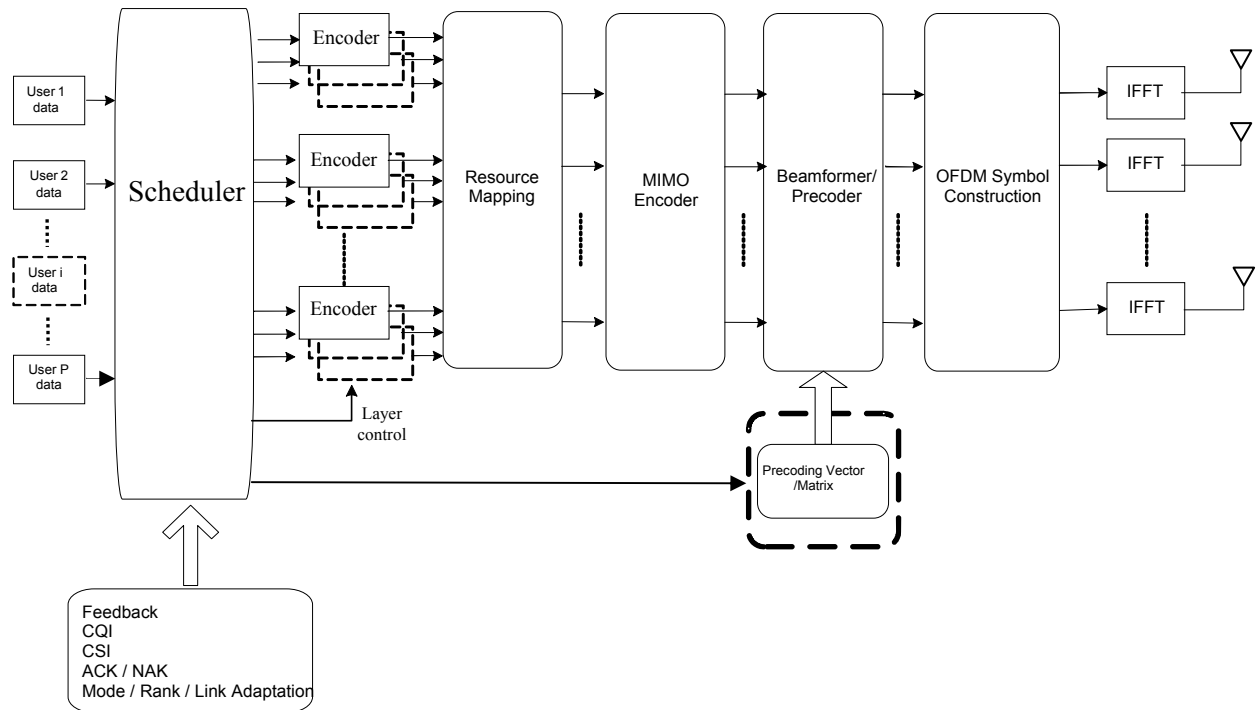 User 1
data
User 2
data
User i
data
User P
data
Scheduler
Encoder
Encoder
Encoder
Layer
control
Resource
Mapping
MIMO
Encoder
Beamformer/
Precoder
OFDM Symbol
Construction
IFFT
IFFT
IFFT
Precoding Vector
/Matrix
Feedback
CQI
CSI
ACK / NAK
Mode / Rank / Link Adaptation